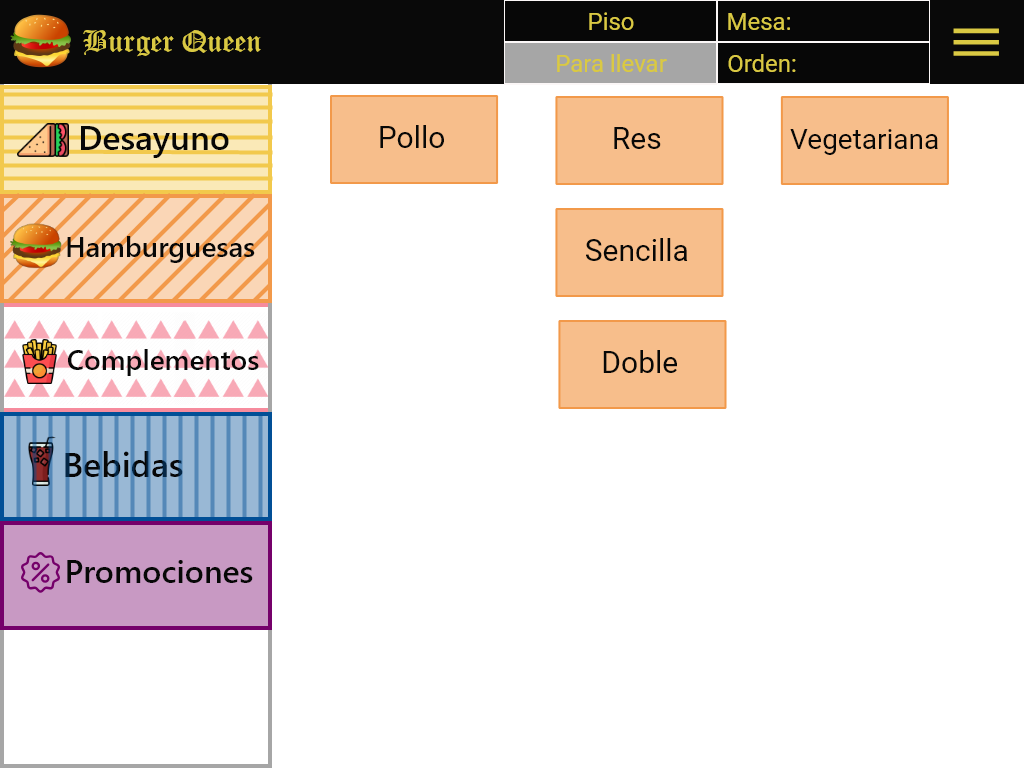 Burger Queen
Piso
Mesa:
Para llevar
Orden:
Desayuno
Hamburguesas
Complementos
Bebidas
Promociones
Pollo
Res
Vegetariana
Sencilla
Doble